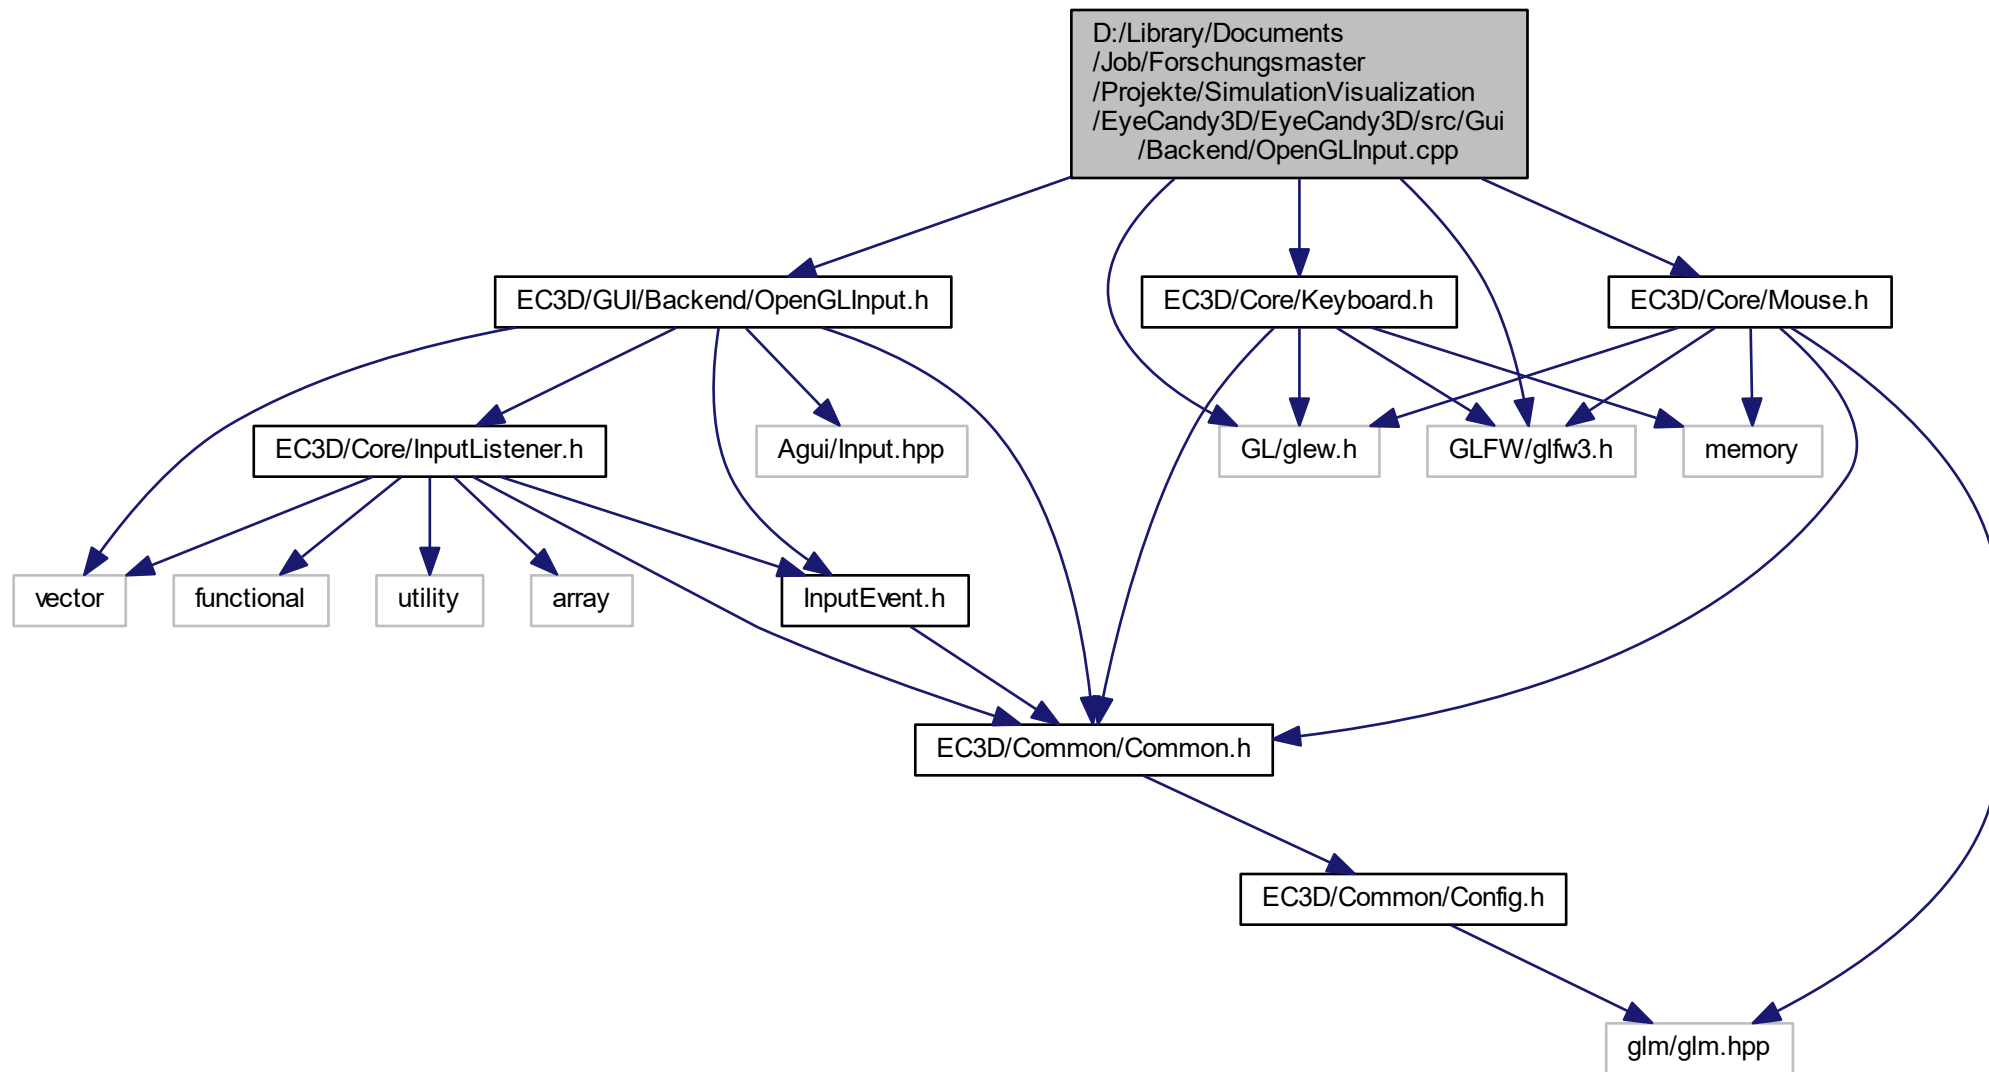 D:/Library/Documents
/Job/Forschungsmaster
/Projekte/SimulationVisualization
/EyeCandy3D/EyeCandy3D/src/Gui
/Backend/OpenGLInput.cpp
EC3D/GUI/Backend/OpenGLInput.h
EC3D/Core/Keyboard.h
EC3D/Core/Mouse.h
EC3D/Core/InputListener.h
Agui/Input.hpp
GL/glew.h
GLFW/glfw3.h
memory
vector
functional
utility
array
InputEvent.h
EC3D/Common/Common.h
EC3D/Common/Config.h
glm/glm.hpp